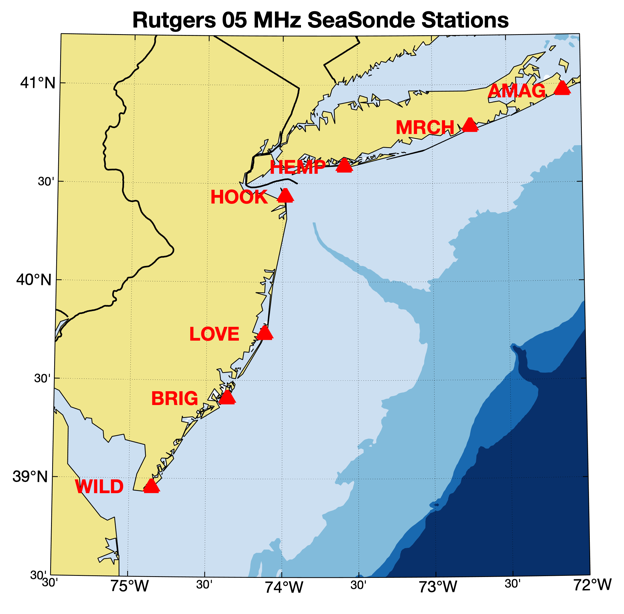 Rutgers 05 MHz SeaSonde Stations
41°N
AMAG
MRCH
HEMP
30'
HOOK
40°N
LOVE
30'
BRIG
39°N
WILD
30'
30'
75°W
30'
74°W
30'
73°W
30'
72°W